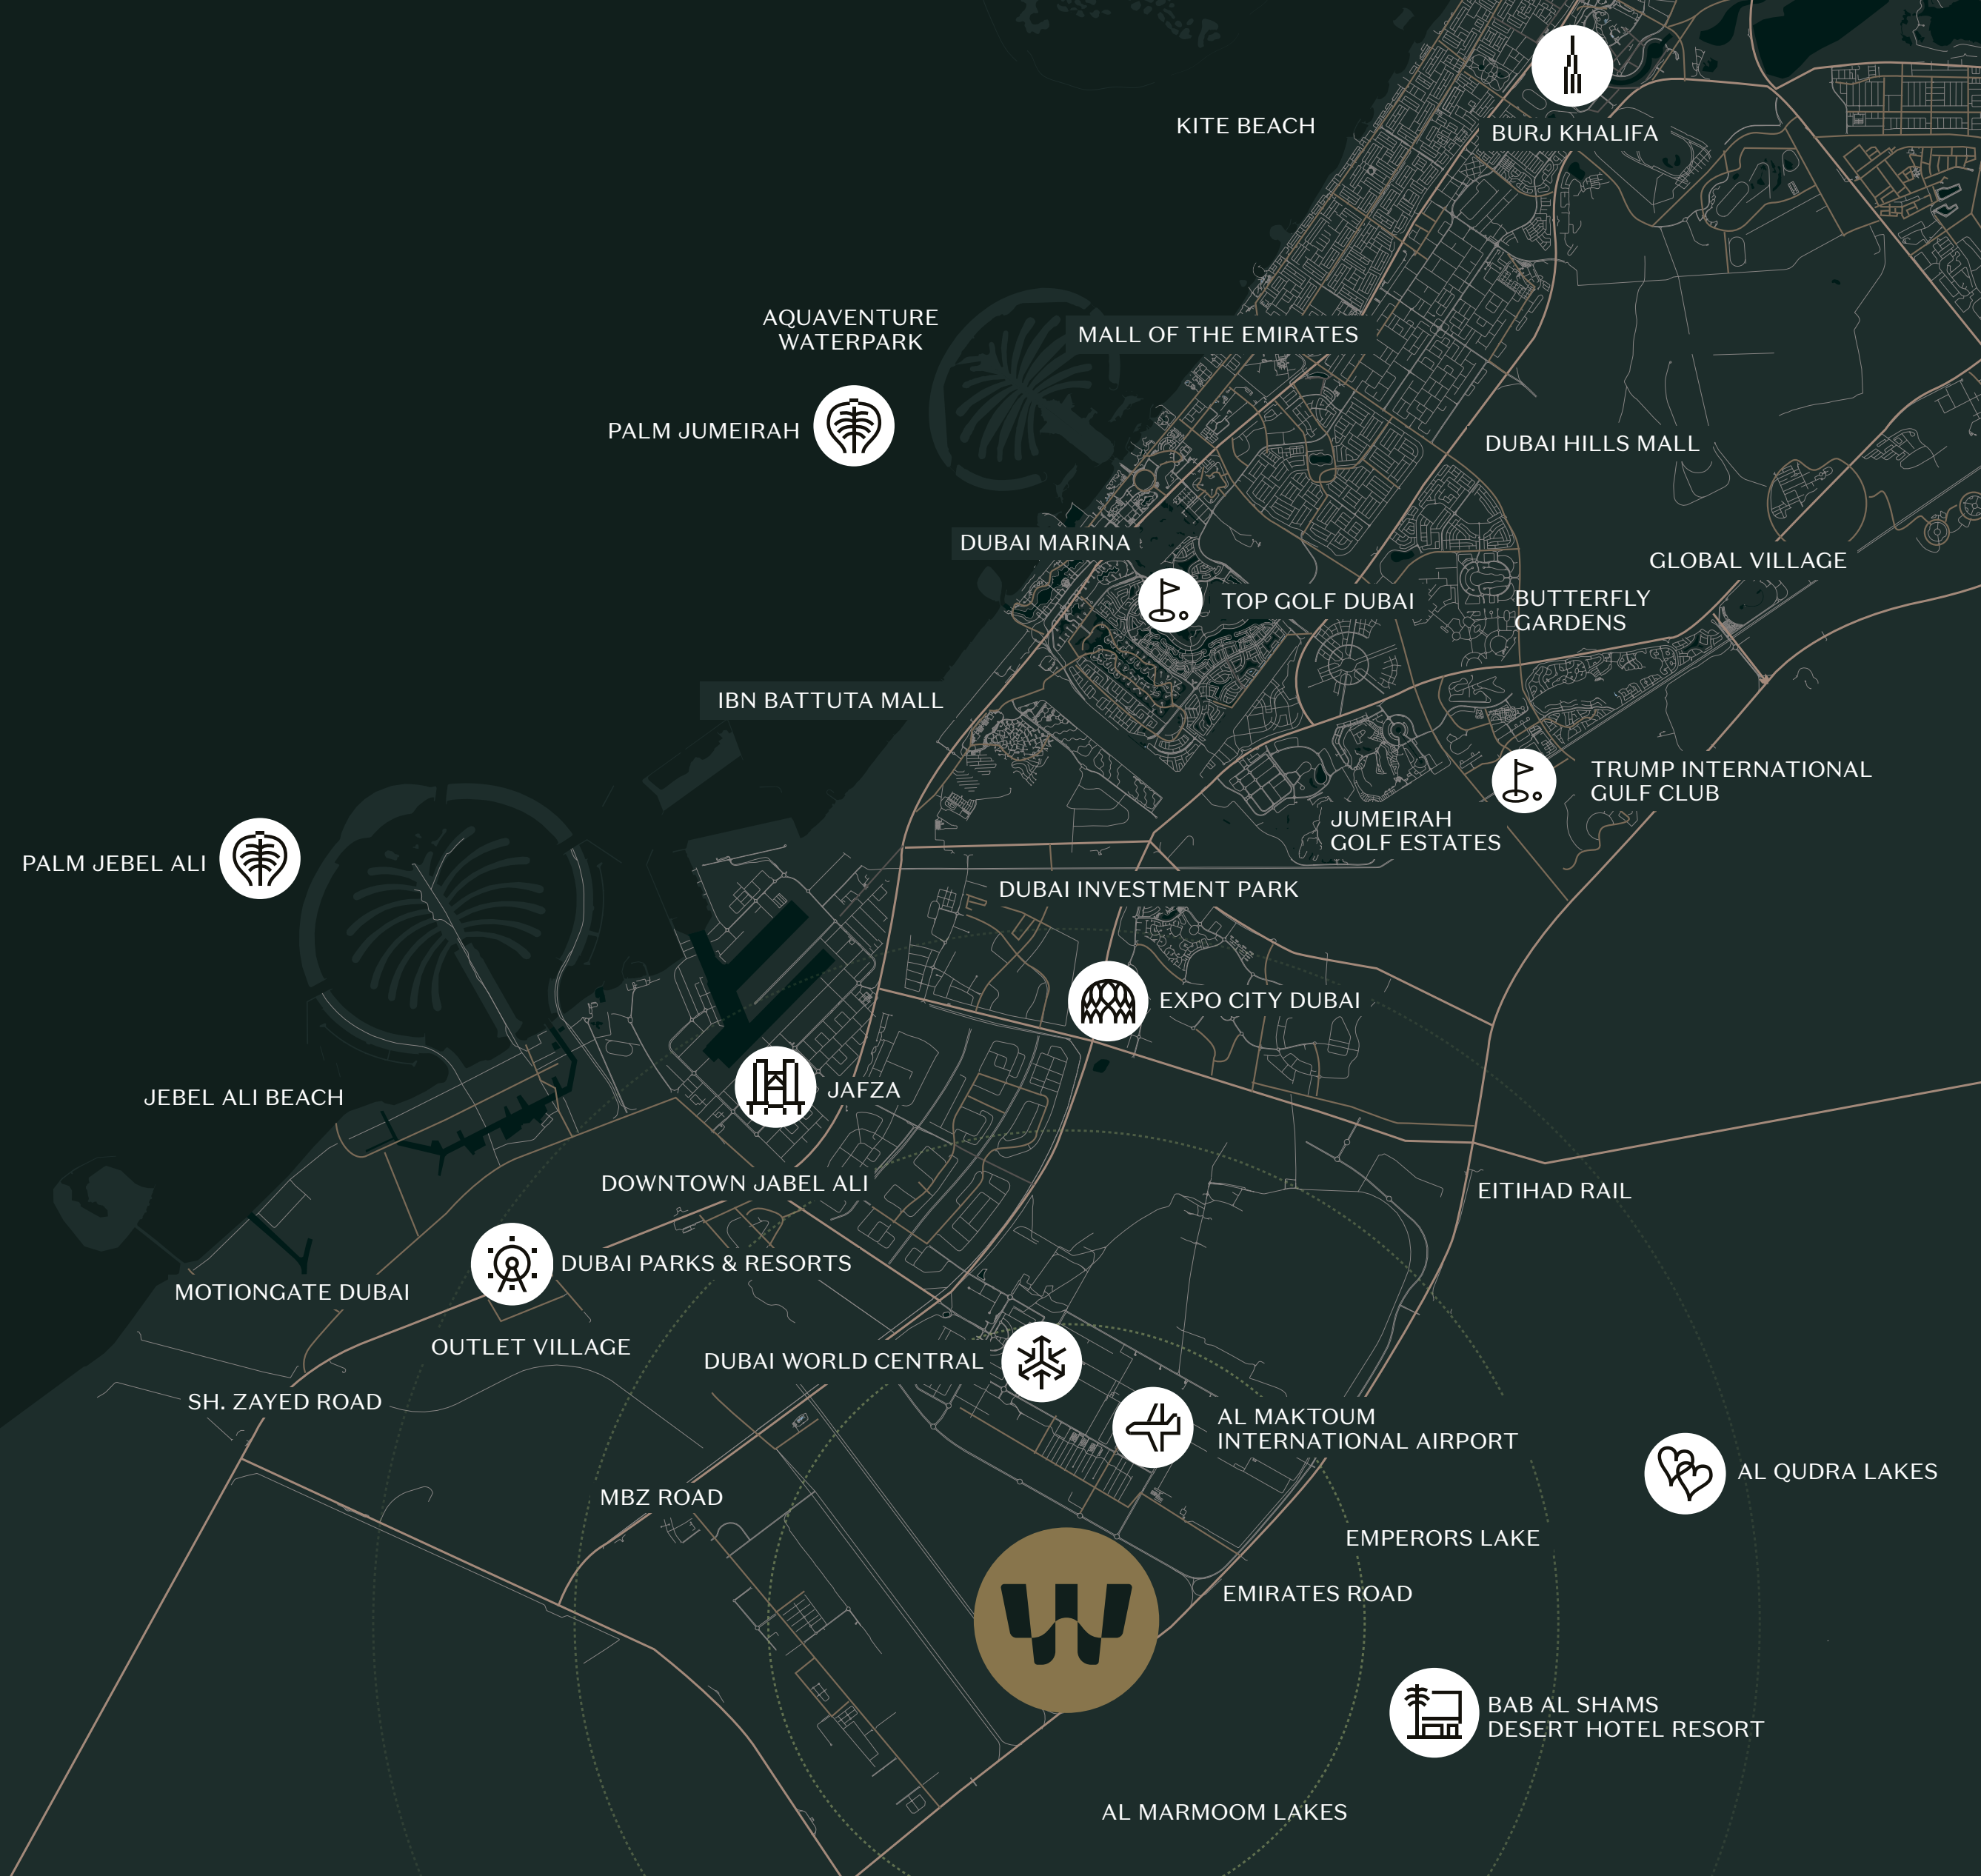 KITE BEACH
BURJ KHALIFA
AQUAVENTURE
WATERPARK
MALL OF THE EMIRATES
PALM JUMEIRAH
DUBAI HILLS MALL
DUBAI MARINA
GLOBAL VILLAGE
TOP GOLF DUBAI
BUTTERFLY
GARDENS
IBN BATTUTA MALL
TRUMP INTERNATIONAL
GULF CLUB
JUMEIRAH
GOLF ESTATES
PALM JEBEL ALI
DUBAI INVESTMENT PARK
EXPO CITY DUBAI
JEBEL ALI BEACH
JAFZA
DOWNTOWN JABEL ALI
EITIHAD RAIL
DUBAI PARKS & RESORTS
MOTIONGATE DUBAI
OUTLET VILLAGE
DUBAI WORLD CENTRAL
SH. ZAYED ROAD
AL MAKTOUM
INTERNATIONAL AIRPORT
AL QUDRA LAKES
MBZ ROAD
EMPERORS LAKE
EMIRATES ROAD
W
BAB AL SHAMS
DESERT HOTEL RESORT
AL MARMOOM LAKES